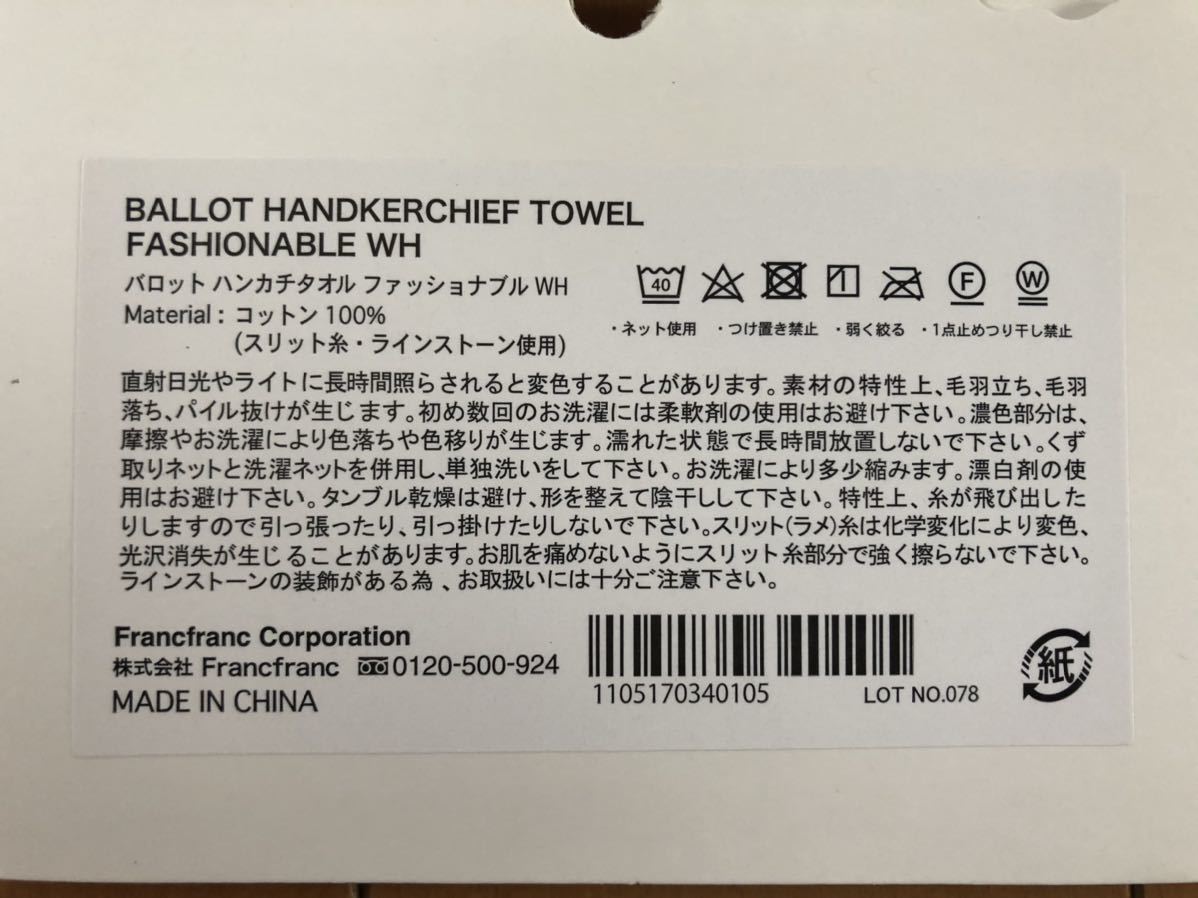 BALLOT HANDKERCHIEF TOWEL
FASHIONABLE WH
バロット ハンカチタオル ファッショナブル WH
Material : コットン 100%
(スリット糸・ラインストーン使用)
40 F W
・ネット使用 ・つけ置き禁止 ・弱く絞る ・1点止めつり干し禁止
直射日光やライトに長時間照らされると変色することがあります。素材の特性上、毛羽立ち、毛羽
落ち、パイル抜けが生じます。初め数回のお洗濯には柔軟剤の使用はお避け下さい。濃色部分は、
摩擦やお洗濯により色落ちや色移りが生じます。濡れた状態で長時間放置しないで下さい。くず
取りネットと洗濯ネットを併用し、単独洗いをして下さい。お洗濯により多少縮みます。漂白剤の使
用はお避け下さい。タンブル乾燥は避け、形を整えて陰干しして下さい。特性上、糸が飛び出した
りしますので引っ張ったり、引っ掛けたりしないで下さい。スリット(ラメ)糸は化学変化により変色、
光沢消失が生じることがあります。お肌を痛めないようにスリット糸部分で強く擦らないで下さい。
ラインストーンの装飾がある為、お取扱いには十分ご注意下さい。
Francfranc Corporation
株式会社 Francfranc 0120-500-924
MADE IN CHINA
1105170340105 LOT NO.078
紙